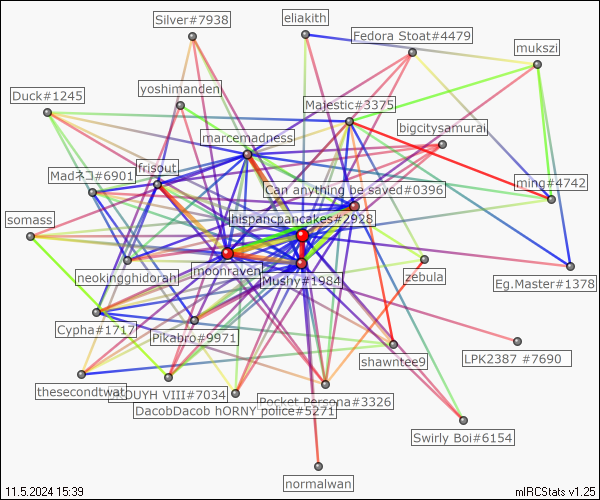 Silver#7938
eliakith
Fedora Stoat#4479
mukszi
yoshimanden
Duck#1245
Majestic#3375
bigcitysamurai
marcemadness
frisout
Madネコ#6901
ming#4742
Can anything be saved#0396
hispancpancakes#2928
somass
moonraven
neokingghidorah
Mushy#1984
zebula
Eg.Master#1378
Cypha#1717
Pikabro#9971
shawntee9
LPK2387 #7690
thesecondtwat
DUYH VIII#7034
Pocket Persona#3326
DacobDacob hORNY police#5271
Swirly Boi#6154
normalwan
11.5.2024 15:39
mIRCStats v1.25